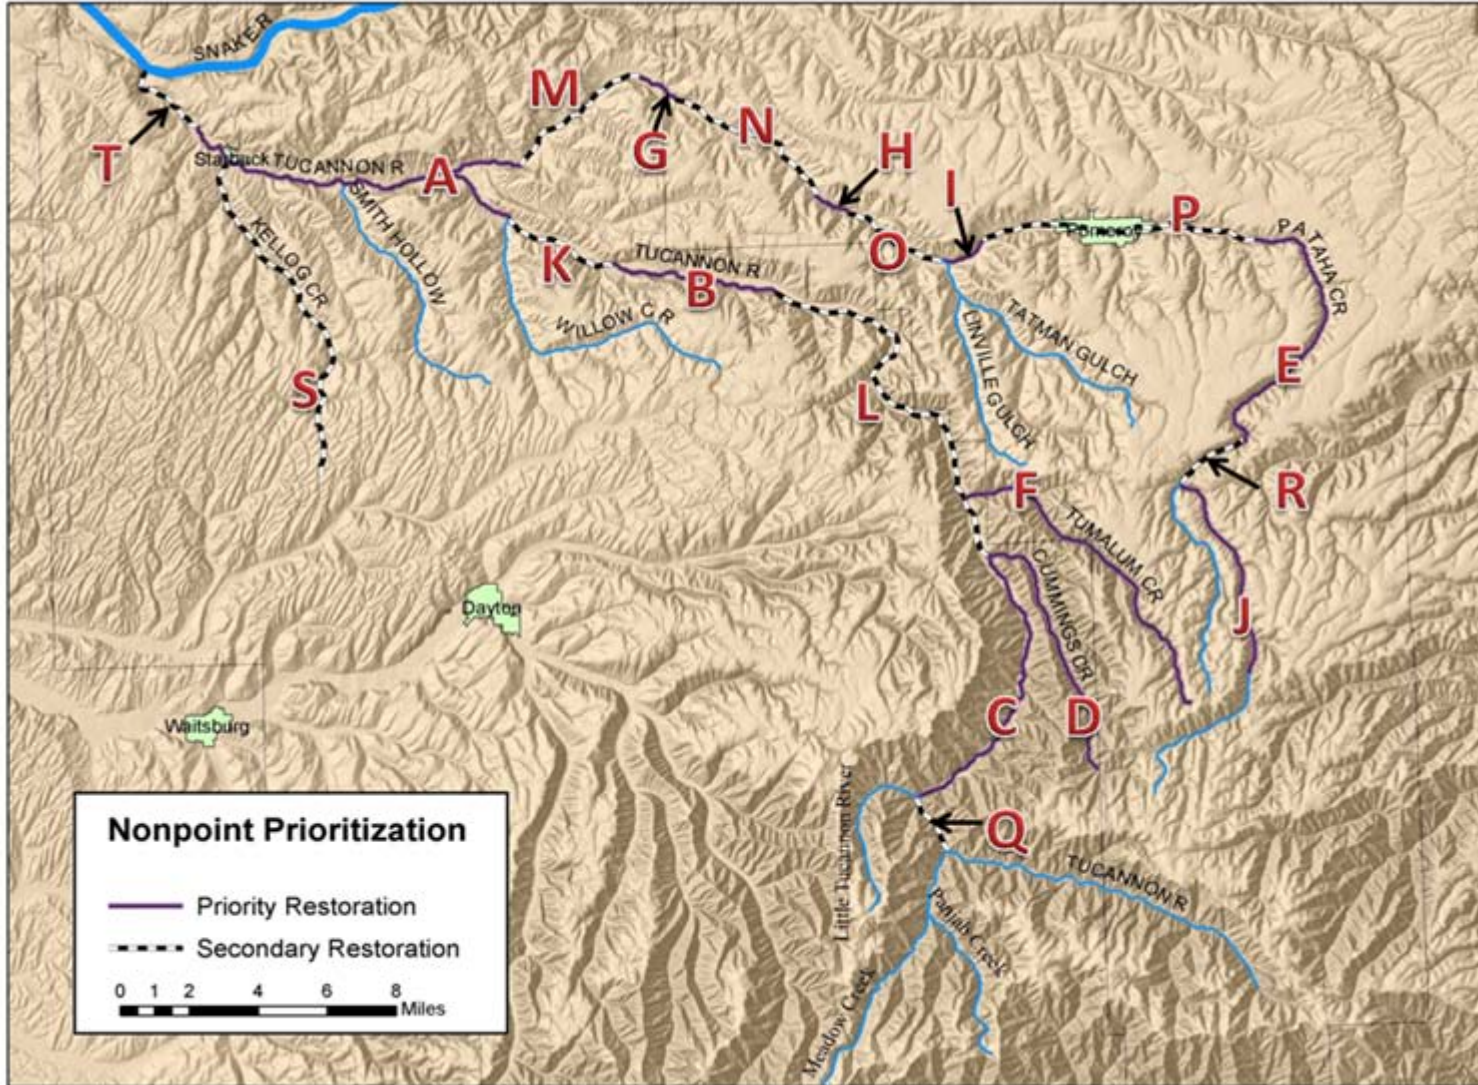 SNAKE R
M
G
N
T
Starbuck
TUCANNON R
A
H
I
P
Pomeroy
PATAHA CR
SMITH HOLLOW
KELLOG CR
K
TUCANNON R
B
O
WILLOW CR
TATMAN GULCH
LINVILLE GULCH
E
S
L
R
F
TUMALUM CR
CUMMINGS CR
Dayton
J
C
D
Waitsburg
Little Tucannon River
Q
TUCANNON R
Panjab Creek
Meadow Creek
Nonpoint Prioritization
Priority Restoration
Secondary Restoration
0 1 2 4 6 8
Miles